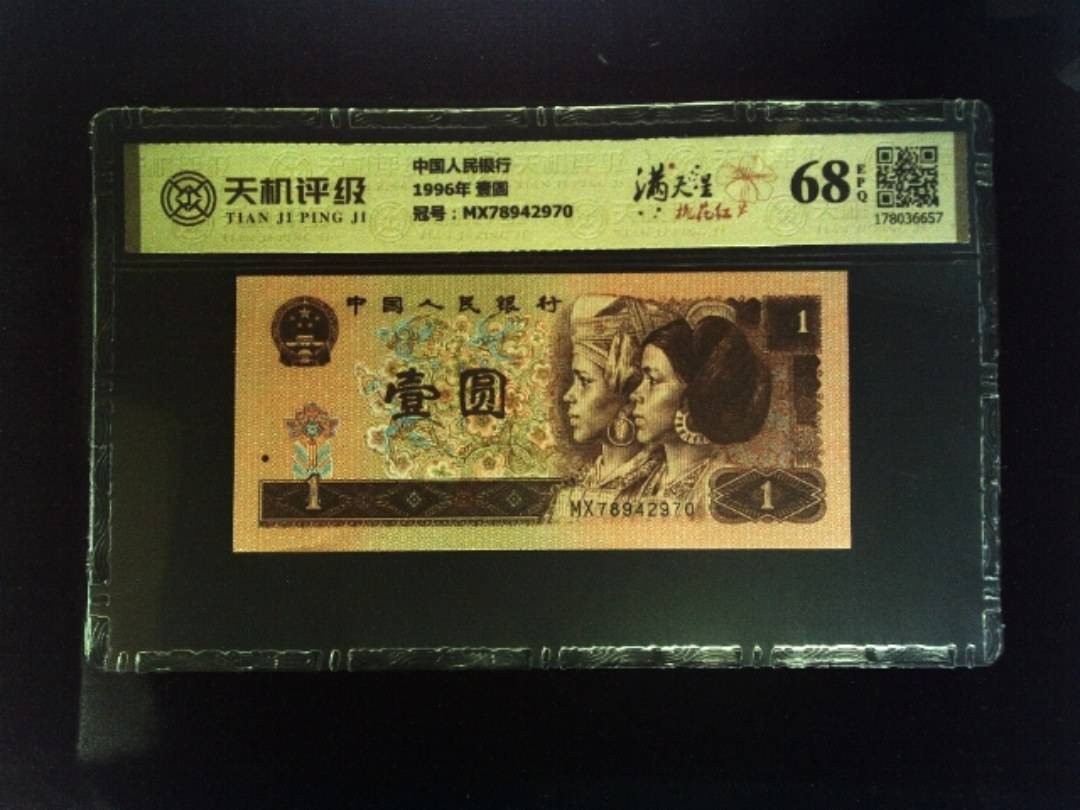 天机评级
TIAN JI PING JI
中国人民银行
1996年 壹圆
冠号：MX78942970
满天星
桃花红
68
EPQ
178036657
中国人民银行
1
壹圆
1
MX78942970
1